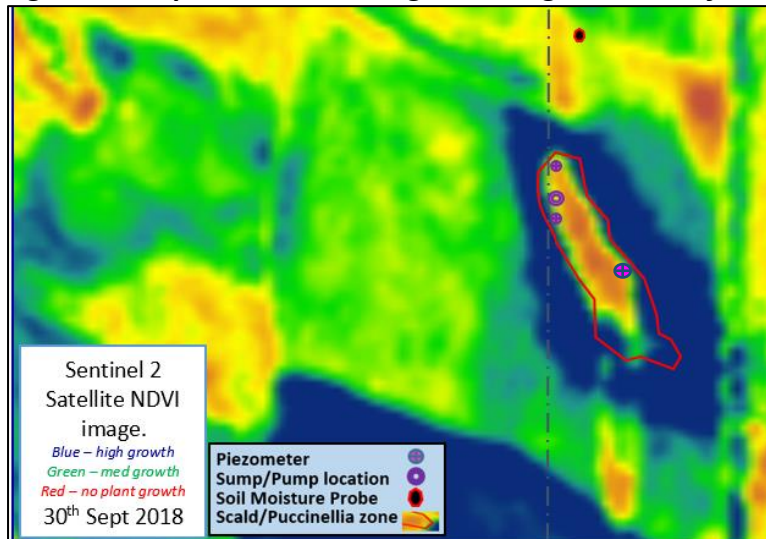 Sentinel 2
Satellite NDVI
image.
Blue – high growth
Green – med growth
Red – no plant growth
30th Sept 2018
Piezometer
Sump/Pump location
Soil Moisture Probe
Scald/Puccinellia zone